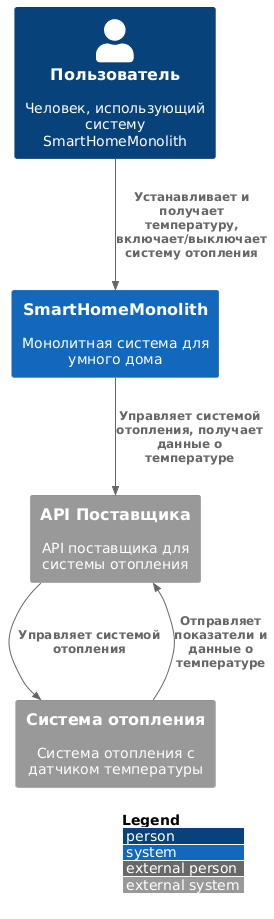 Пользователь
Человек, использующий
систему
SmartHomeMonolith
Устанавливает и
получает
температуру,
включает/выключает
систему отопления
SmartHomeMonolith
Монолитная система для
умного дома
Управляет системой
отопления, получает
данные о
температуре
API Поставщика
API поставщика для
системы отопления
Управляет системой
отопления
Отправляет
показатели и
данные о
температуре
Система отопления
Система отопления с
датчиком температуры
Legend
person
system
external person
external system